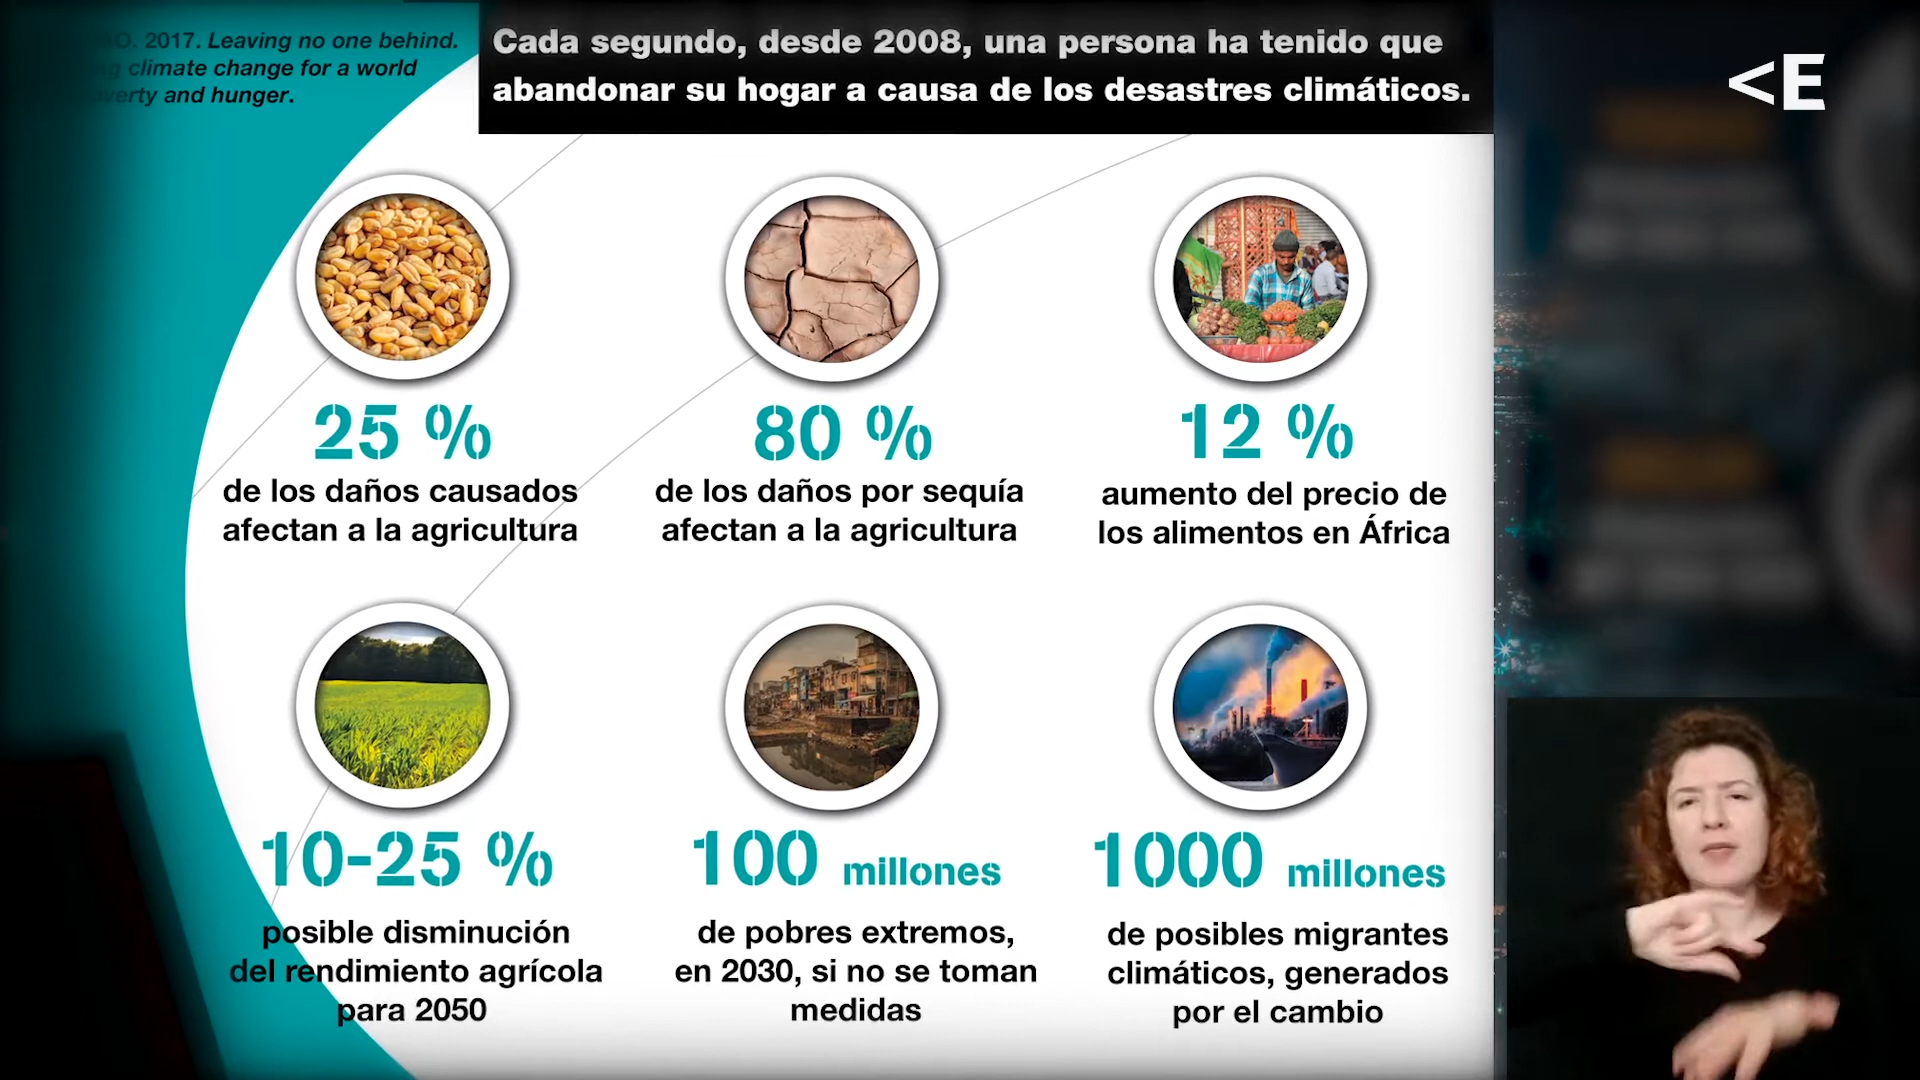 2017. Leaving no one behind.
climate change for a world
and hunger.
Cada segundo, desde 2008, una persona ha tenido que
abandonar su hogar a causa de los desastres climáticos.
<E
25 %
de los daños causados
afectan a la agricultura
80 %
de los daños por sequía
afectan a la agricultura
12 %
aumento del precio de
los alimentos en África
10-25 %
posible disminución
del rendimiento agrícola
para 2050
100 millones
de pobres extremos,
en 2030, si no se toman
medidas
1000 millones
de posibles migrantes
climáticos, generados
por el cambio